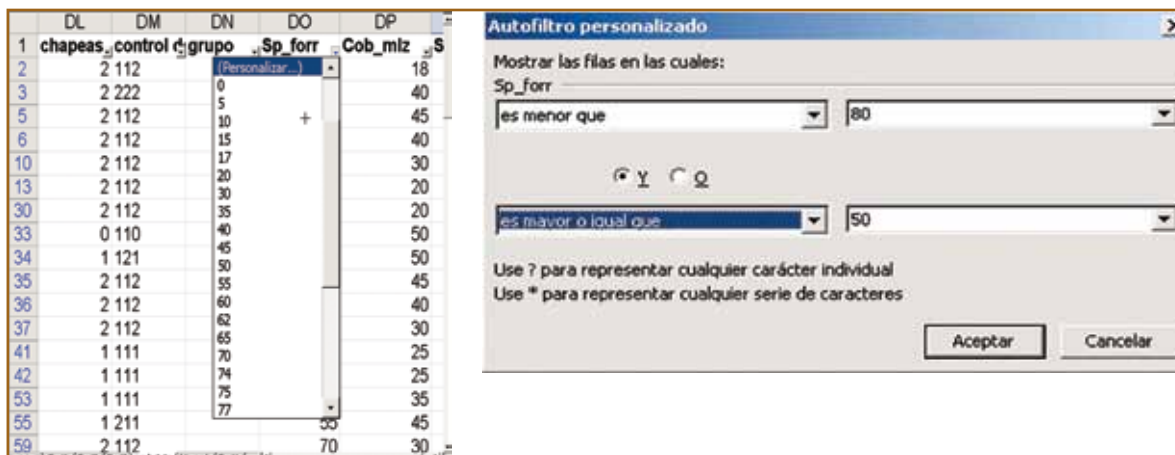 DL DM DN DO DP
1 chapeas control d grupo Sp_forr Cob_mlz S
2 2 112 (Personalizar...) 18
3 2 222 0 40
5 2 112 5 45
6 2 112 10 40
10 2 112 15 30
13 2 112 17 20
30 2 112 20 20
33 0 110 30 50
34 1 121 35 50
35 2 112 40 45
36 2 112 45 40
37 2 112 50 30
41 1 111 55 25
42 1 111 60 25
53 1 111 62 35
55 1 211 65 55 45
59 2 112 70 30
70
74
75
77
Autofiltro personalizado
Mostrar las filas en las cuales:
Sp_forr
es menor que 80
Y O
es mayor o igual que 50
Use ? para representar cualquier carácter individual
Use * para representar cualquier serie de caracteres
Aceptar Cancelar